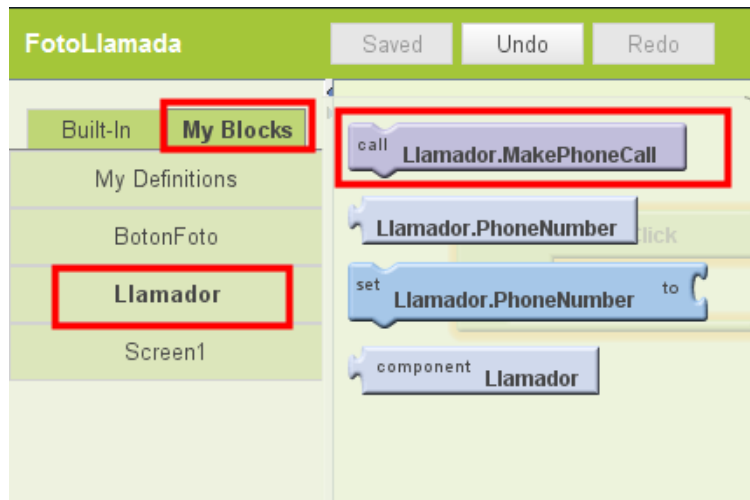 FotoLlamada
Saved Undo Redo
Built-In My Blocks
My Definitions
BotonFoto
Llamador
Screen1
call Llamador.MakePhoneCall
Llamador.PhoneNumber
Click
set Llamador.PhoneNumber to
component Llamador